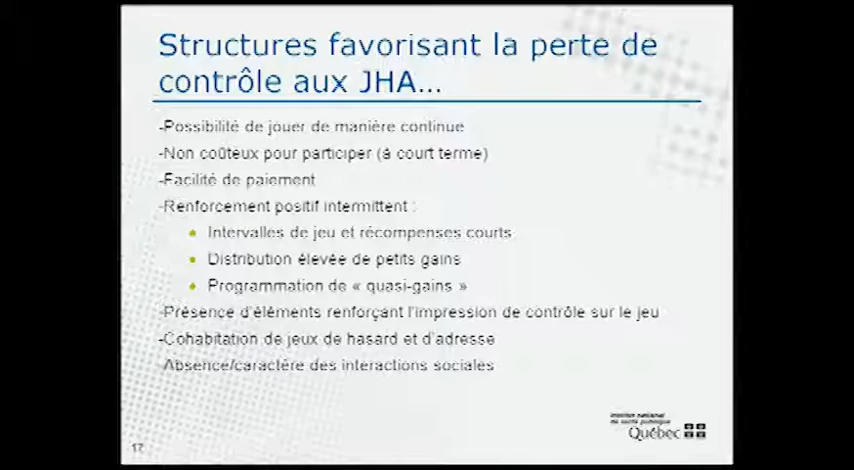 Structures favorisant la perte de
contrôle aux JHA...
-Possibilité de jouer de manière continue
-Non coûteux pour participer (à court terme)
-Facilité de paiement
-Renforcement positif intermittent :
• Intervalles de jeu et récompenses courts
• Distribution élevée de petits gains
• Programmation de « quasi-gains »
-Présence d'éléments renforçant l'impression de contrôle sur le jeu
-Cohabitation de jeux de hasard et d'adresse
-Absence/caractère des interactions sociales
Institut national
de santé publique
Québec
17